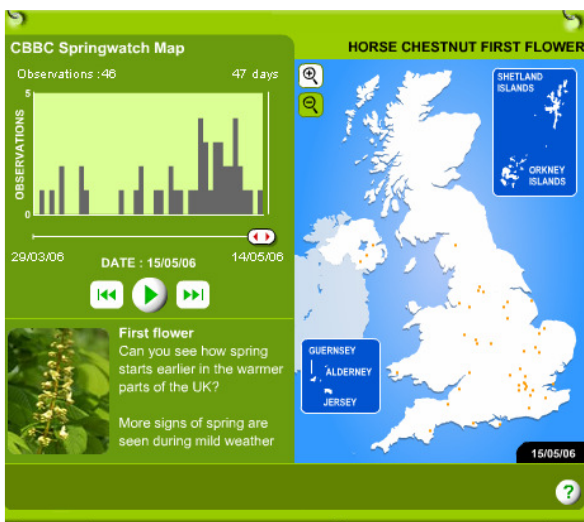 CBBC Springwatch Map
HORSE CHESTNUT FIRST FLOWER
Observations :46
47 days
5
OBSERVATIONS
0
29/03/06
14/05/06
DATE : 15/05/06
First flower
Can you see how spring
starts earlier in the warmer
parts of the UK?
More signs of spring are
seen during mild weather
SHETLAND
ISLANDS
ORKNEY
ISLANDS
GUERNSEY
ALDERNEY
JERSEY
15/05/06
?